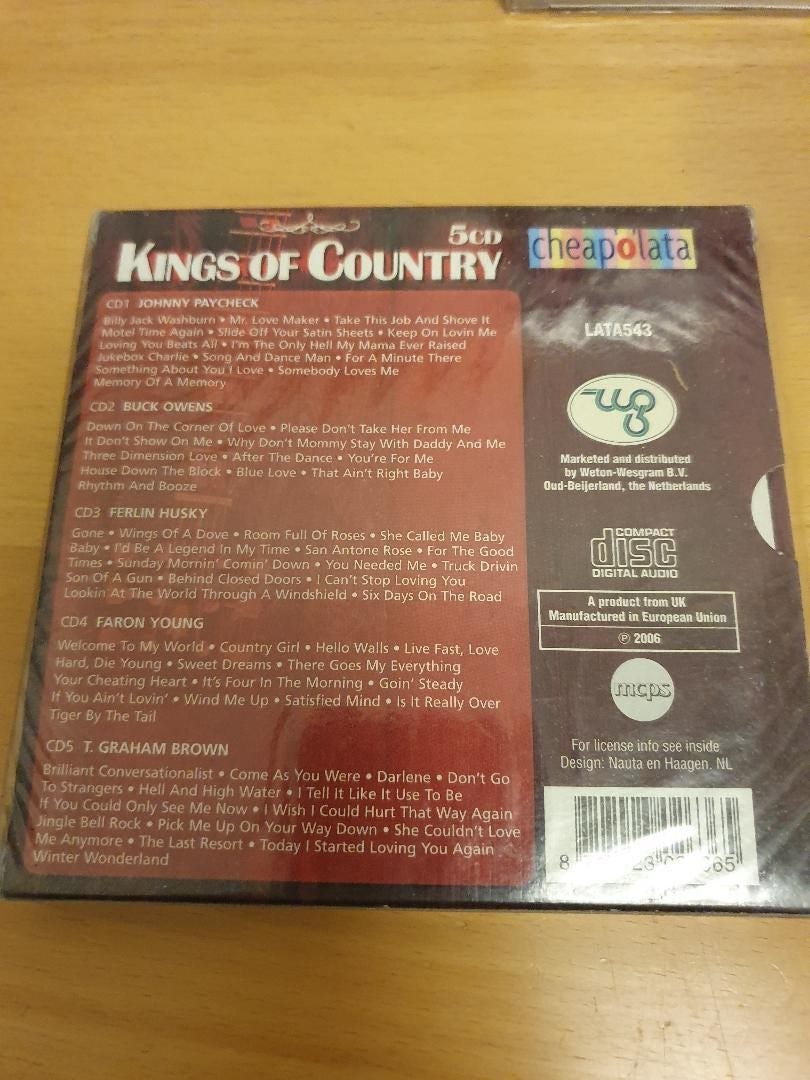 5CD
KINGS OF COUNTRY
CD1 JOHNNY PAYCHECK
Billy Jack Washburn • Mr. Love Maker • Take This Job And Shove It
Motel Time Again • Slide Off Your Satin Sheets • Keep On Lovin Me
Loving You Beats All • I'm The Only Hell My Mama Ever Raised
Jukebox Charlie • Song And Dance Man • For A Minute There
Something About You I Love • Somebody Loves Me
Memory Of A Memory
CD2 BUCK OWENS
Down On The Corner Of Love • Please Don't Take Her From Me
It Don't Show On Me • Why Don't Mommy Stay With Daddy And Me
Three Dimension Love • After The Dance • You're For Me
House Down The Block • Blue Love • That Ain't Right Baby
Rhythm And Booze
CD3 FERLIN HUSKY
Gone • Wings Of A Dove • Room Full Of Roses • She Called Me Baby
Baby • I'd Be A Legend In My Time • San Antone Rose • For The Good
Times • Sunday Mornin' Comin' Down • You Needed Me • Truck Drivin
Son Of A Gun • Behind Closed Doors • I Can't Stop Loving You
Lookin At The World Through A Windshield • Six Days On The Road
CD4 FARON YOUNG
Welcome To My World • Country Girl • Hello Walls • Live Fast, Love
Hard, Die Young • Sweet Dreams • There Goes My Everything
Your Cheating Heart • It's Four In The Morning • Goin' Steady
If You Ain't Lovin' • Wind Me Up • Satisfied Mind • Is It Really Over
Tiger By The Tail
CD5 T. GRAHAM BROWN
Brilliant Conversationalist • Come As You Were • Darlene • Don't Go
To Strangers • Hell And High Water • I Tell It Like It Use To Be
If You Could Only See Me Now • I Wish I Could Hurt That Way Again
Jingle Bell Rock • Pick Me Up On Your Way Down • She Couldn't Love
Me Anymore • The Last Resort • Today I Started Loving You Again
Winter Wonderland
cheapolata
LATA543
Marketed and distributed
by Weton-Wesgram B.V.
Oud-Beijerland, the Netherlands
COMPACT
disc
DIGITAL AUDIO
A product from UK
Manufactured in European Union
℗ 2006
mcps
For license info see inside
Design: Nauta en Haagen. NL